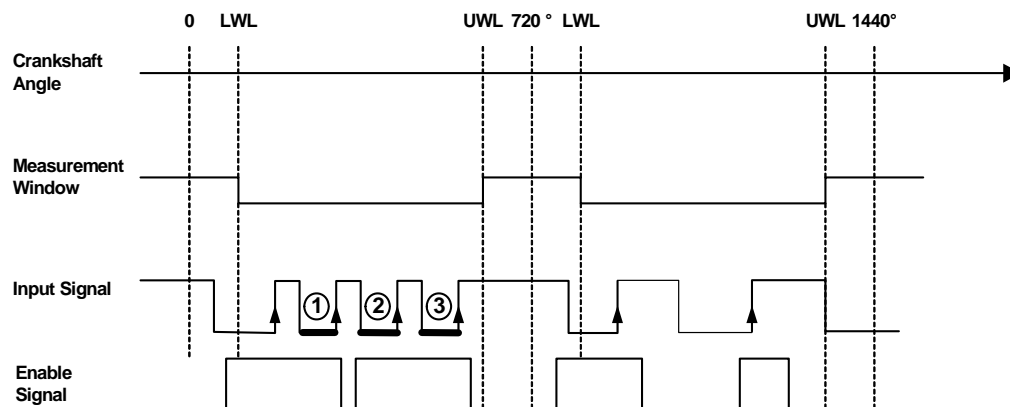 0 LWL UWL 720 ° LWL UWL 1440°
Crankshaft
Angle
Measurement
Window
Input Signal
1 2 3
Enable
Signal